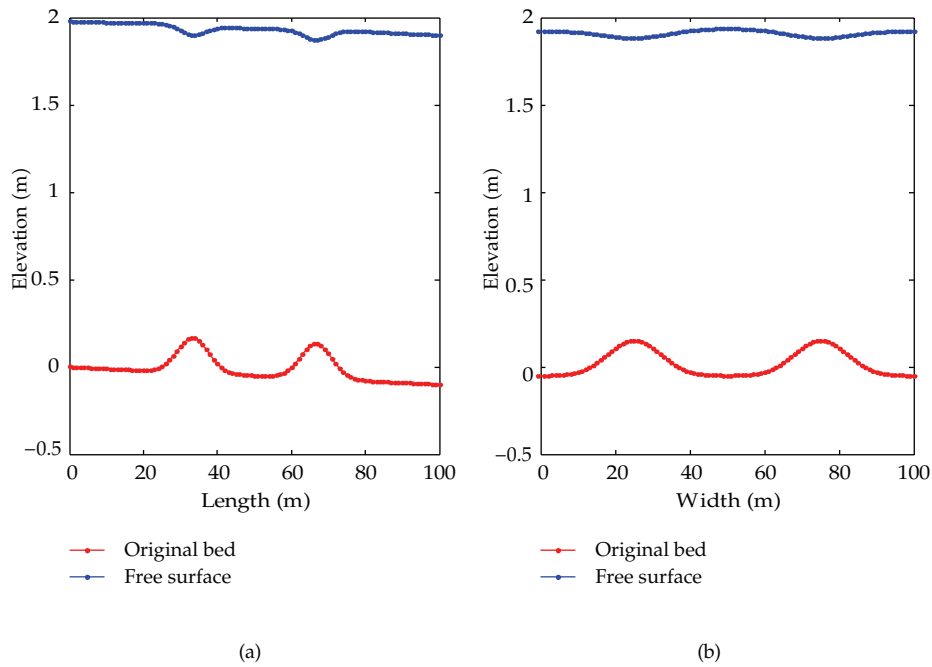 2
1.5
1
0.5
0
−0.5
Elevation (m)
0 20 40 60 80 100
Length (m)
Original bed
Free surface
(a)
2
1.5
1
0.5
0
−0.5
Elevation (m)
0 20 40 60 80 100
Width (m)
Original bed
Free surface
(b)